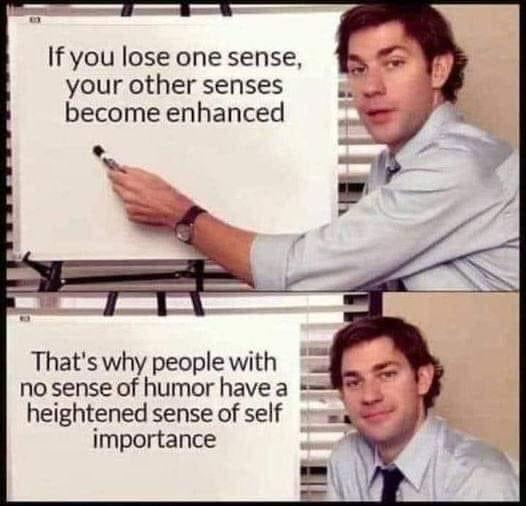 If you lose one sense,
your other senses
become enhanced
That's why people with
no sense of humor have a
heightened sense of self
importance